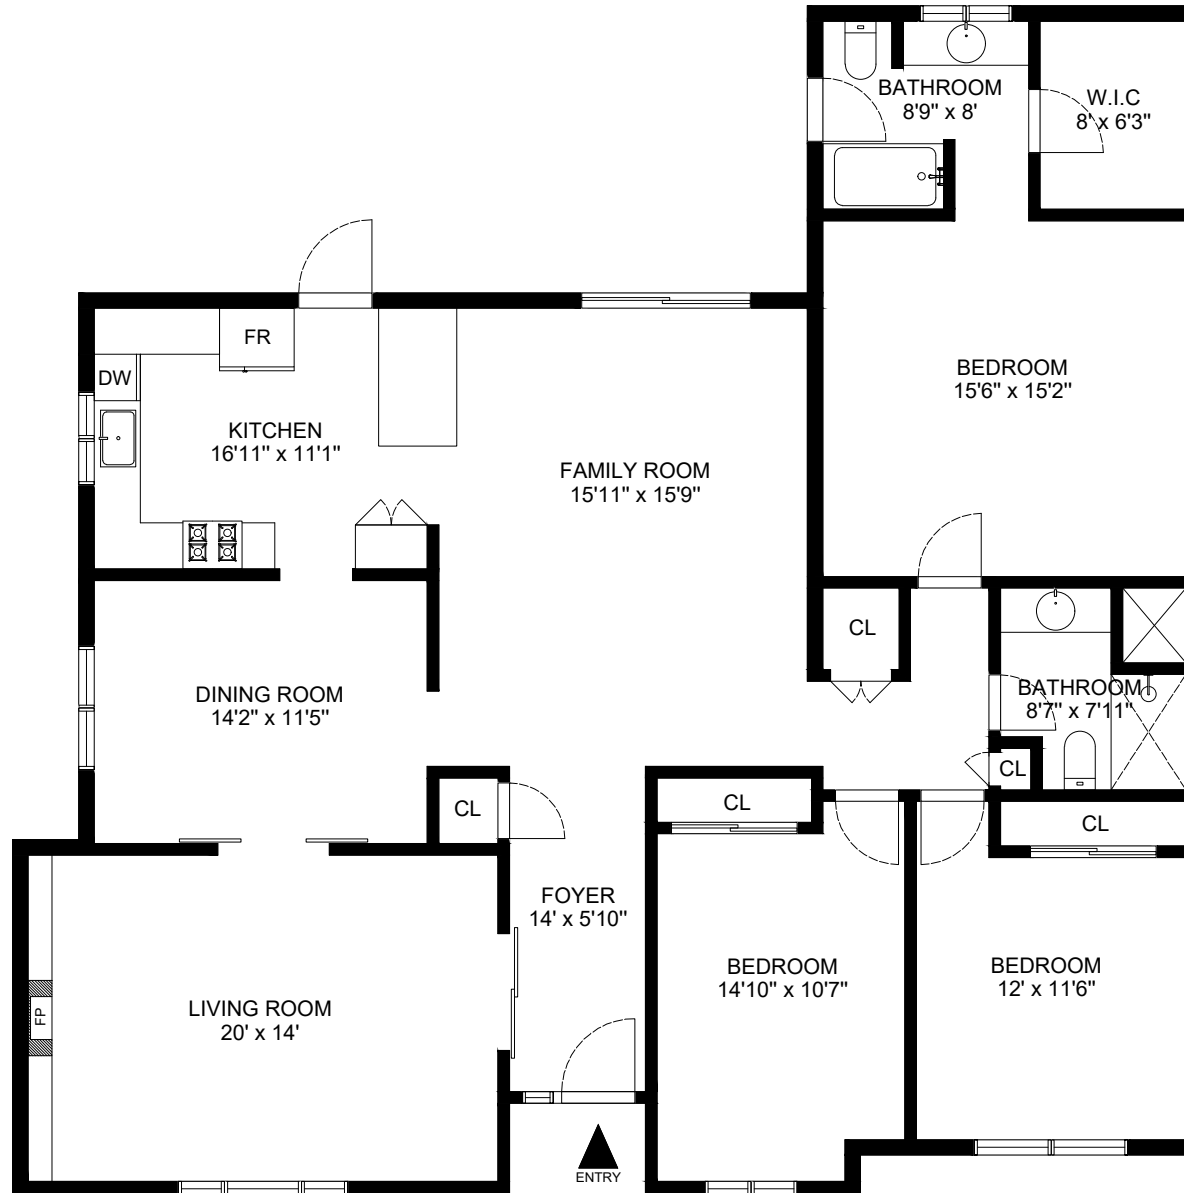 BATHROOM
8'9" x 8'
W.I.C
8' x 6'3"
FR
DW
KITCHEN
16'11" x 11'1"
BEDROOM
15'6" x 15'2"
FAMILY ROOM
15'11" x 15'9"
CL
DINING ROOM
14'2" x 11'5"
BATHROOM
8'7" x 7'11"
CL
CL
CL
CL
FOYER
14' x 5'10"
BEDROOM
14'10" x 10'7"
BEDROOM
12' x 11'6"
FP
LIVING ROOM
20' x 14'
ENTRY